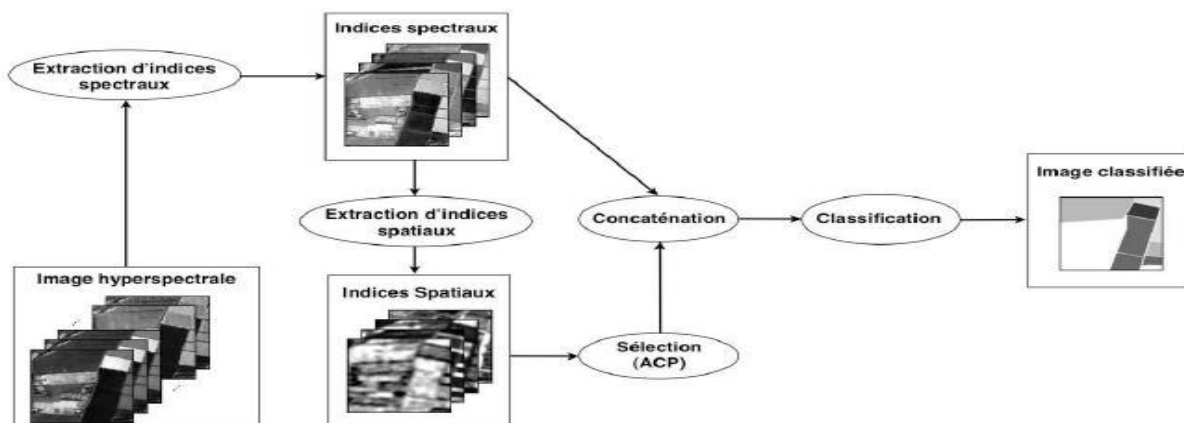 Indices spectraux
Extraction d'indices
spectraux
Extraction d'indices
spatiaux
Concaténation
Classification
Image classifiée
Image hyperspectrale
Indices Spatiaux
Sélection
(ACP)